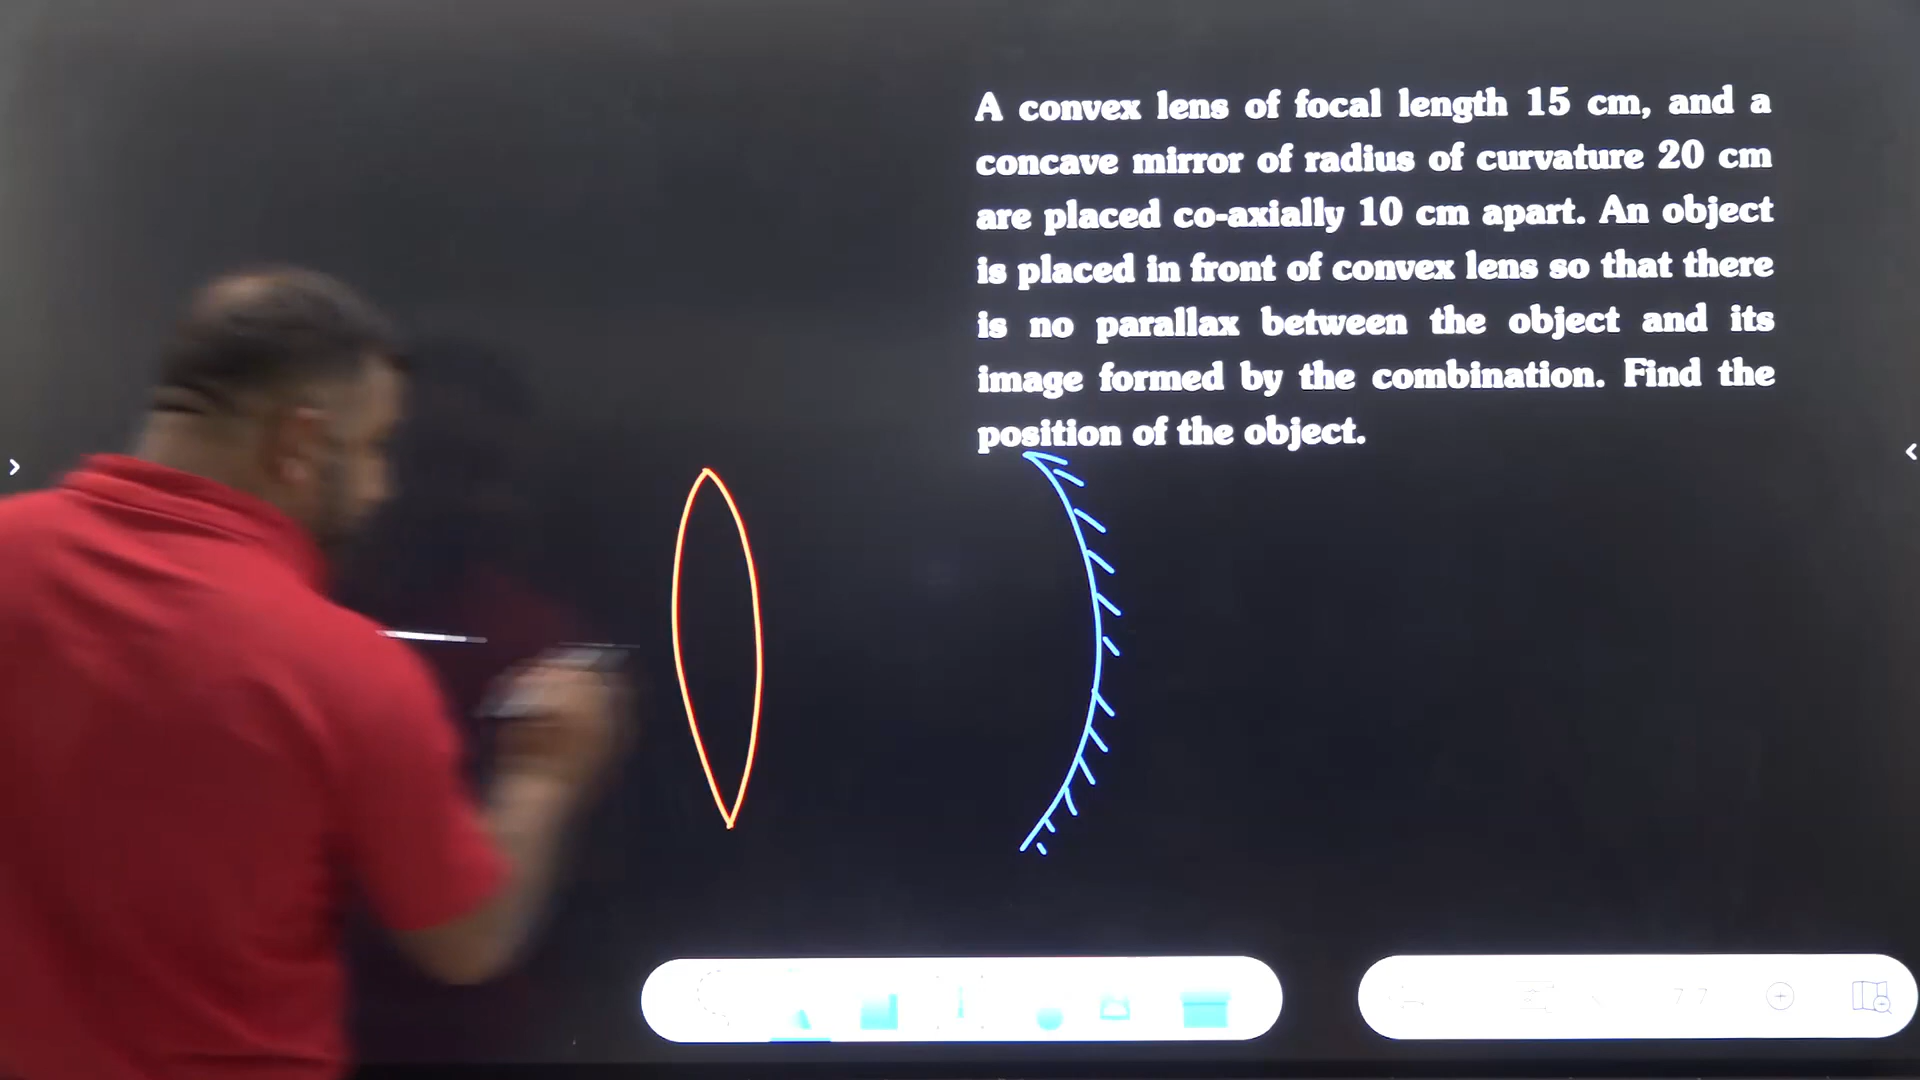 A convex lens of focal length 15 cm, and a
concave mirror of radius of curvature 20 cm
are placed co-axially 10 cm apart. An object
is placed in front of convex lens so that there
is no parallax between the object and its
image formed by the combination. Find the
position of the object.